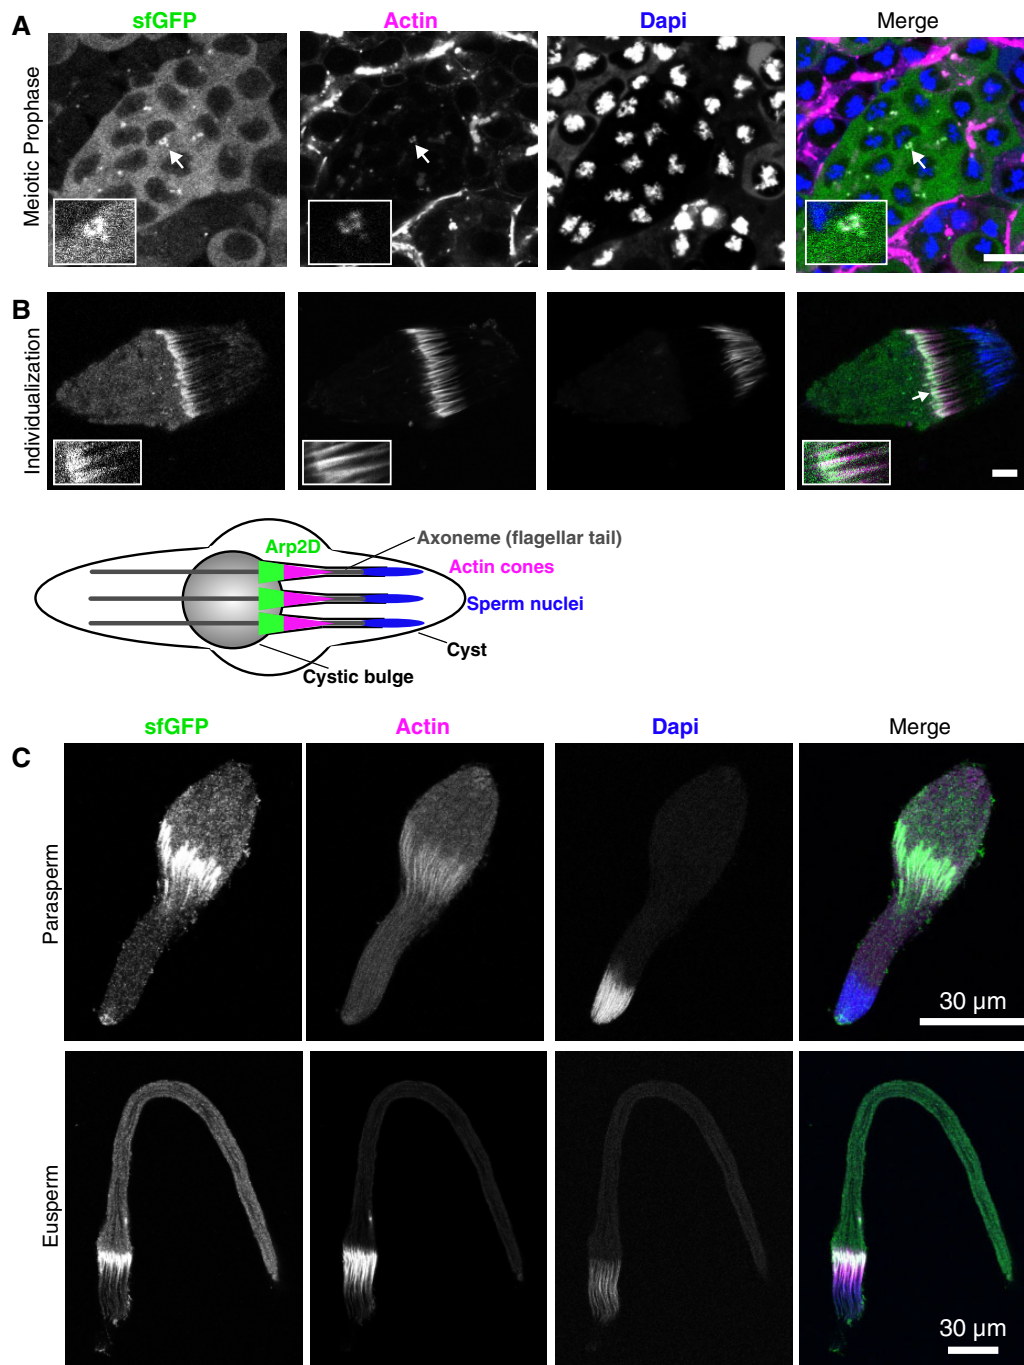 A
sfGFP Actin Dapi Merge
Meiotic Prophase
B
Individualization
Arp2D
Axoneme (flagellar tail)
Actin cones
Sperm nuclei
Cyst
Cystic bulge
sfGFP Actin Dapi Merge
C
Parasperm
30 µm
Eusperm
30 µm